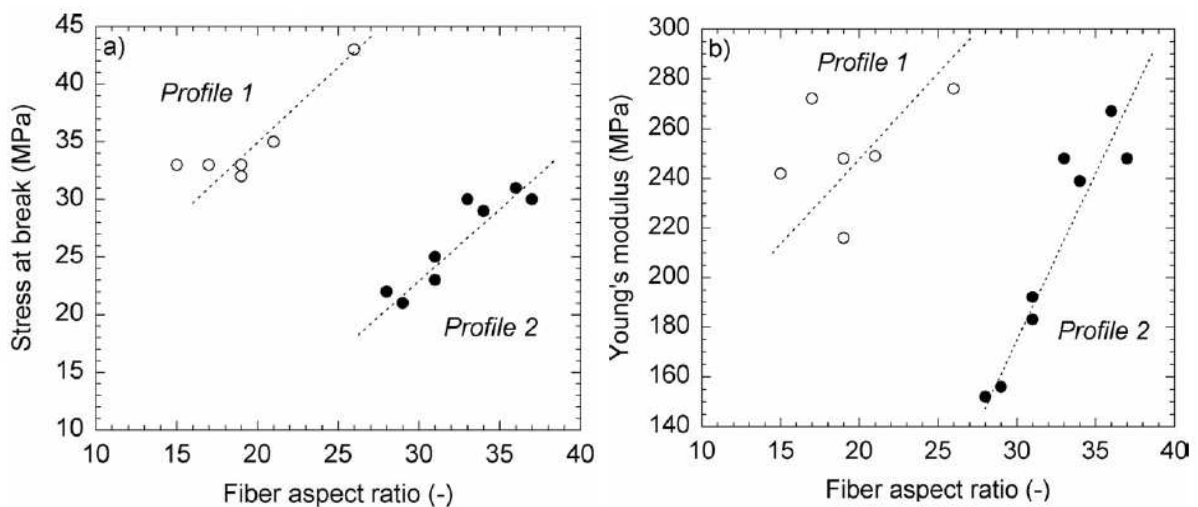 a)
Profile 1
Profile 2
Stress at break (MPa)
45
40
35
30
25
20
15
10
10 15 20 25 30 35 40
Fiber aspect ratio (-)
b)
Profile 1
Profile 2
Young's modulus (MPa)
300
280
260
240
220
200
180
160
140
10 15 20 25 30 35 40
Fiber aspect ratio (-)